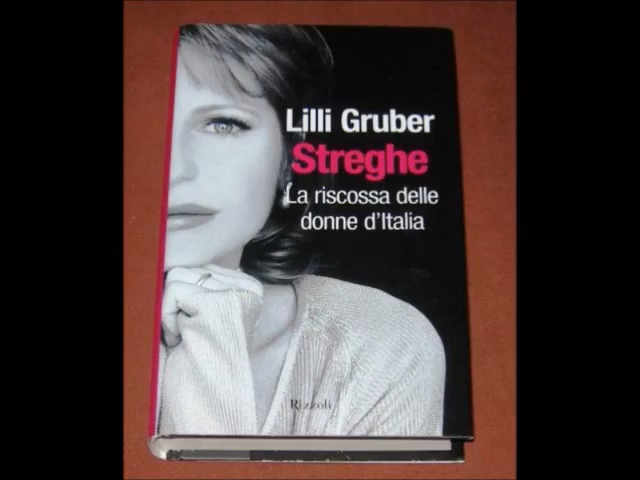 Lilli Gruber
Streghe
La riscossa delle
donne d'Italia
Rizzoli